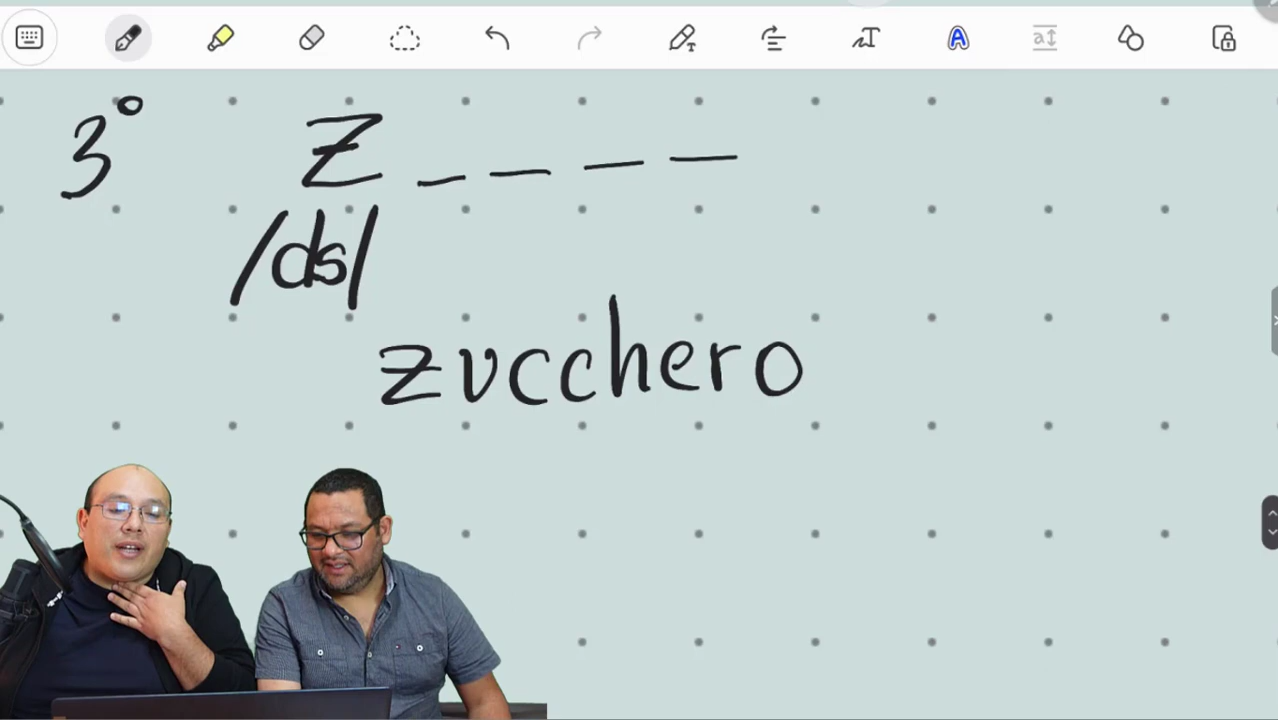 3° Z _ _ _ _
/ds/
zucchero